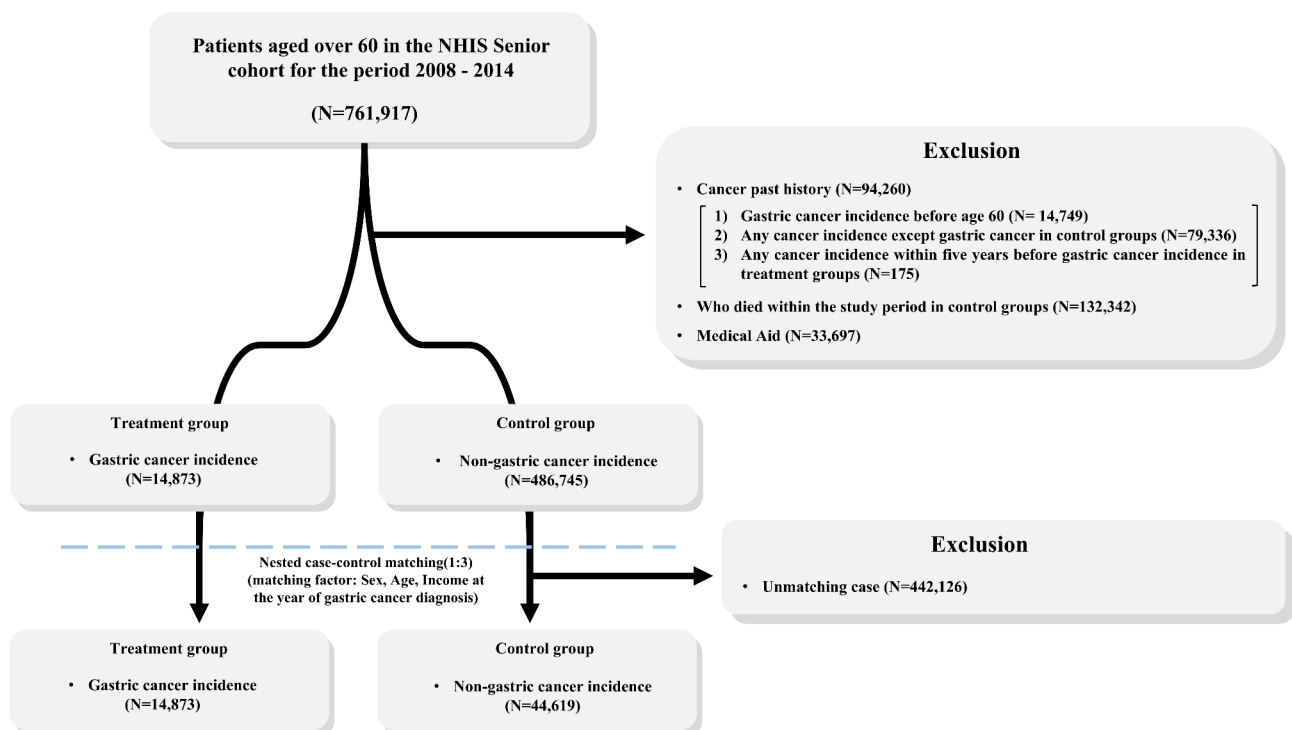 Patients aged over 60 in the NHIS Senior
cohort for the period 2008 - 2014
(N=761,917)
Exclusion
• Cancer past history (N=94,260)
1) Gastric cancer incidence before age 60 (N= 14,749)
2) Any cancer incidence except gastric cancer in control groups (N=79,336)
3) Any cancer incidence within five years before gastric cancer incidence in
treatment groups (N=175)
• Who died within the study period in control groups (N=132,342)
• Medical Aid (N=33,697)
Treatment group
• Gastric cancer incidence
(N=14,873)
Control group
• Non-gastric cancer incidence
(N=486,745)
Nested case-control matching(1:3)
(matching factor: Sex, Age, Income at
the year of gastric cancer diagnosis)
Exclusion
• Unmatching case (N=442,126)
Treatment group
• Gastric cancer incidence
(N=14,873)
Control group
• Non-gastric cancer incidence
(N=44,619)